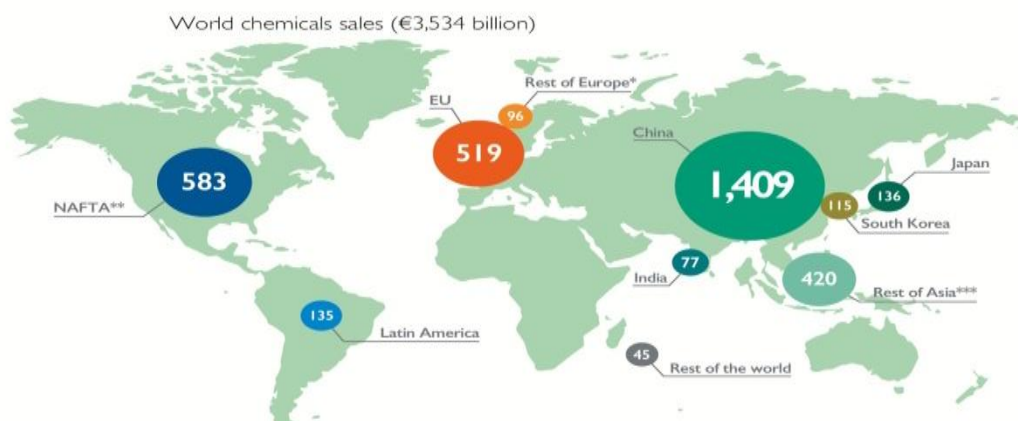 World chemicals sales (€3,534 billion)
Rest of Europe*
EU
96
China
519
Japan
583
1,409
136
NAFTA**
115
South Korea
77
India
420
Rest of Asia***
135
Latin America
45
Rest of the world